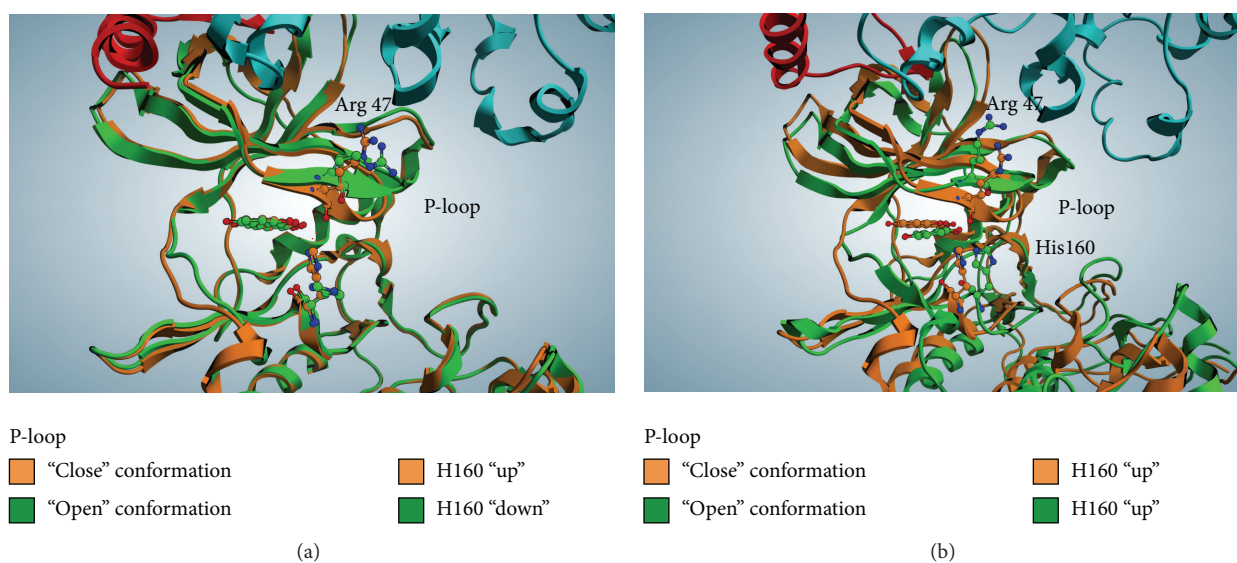 Arg 47
P-loop
P-loop
"Close" conformation
H160 "up"
"Open" conformation
H160 "down"
(a)
Arg 47
P-loop
His160
P-loop
"Close" conformation
H160 "up"
"Open" conformation
H160 "up"
(b)